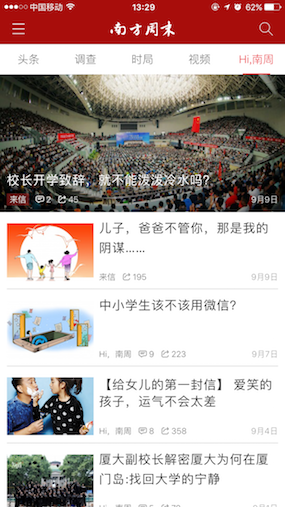 中国移动
13:29
62%
南方周末
头条
调查
时局
视频
Hi,南周
校长开学致辞，就不能泼泼冷水吗？
来信
2
45
9月9日
儿子，爸爸不管你，那是我的
阴谋……
来信
195
9月9日
中小学生该不该用微信？
Hi，南周
9
223
9月7日
【给女儿的第一封信】 爱笑的
孩子，运气不会太差
Hi，南周
8
358
9月4日
厦大副校长解密厦大为何在厦
门岛:找回大学的宁静